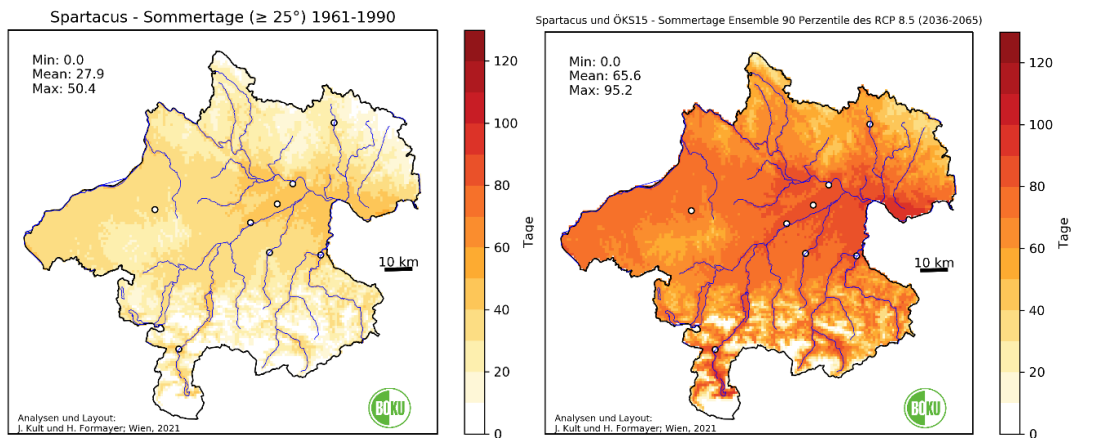 Spartacus - Sommertage (≥ 25°) 1961-1990
Min: 0.0
Mean: 27.9
Max: 50.4
10 km
Analysen und Layout:
J. Kult und H. Formayer; Wien, 2021
BOKU
120
100
80
60
40
20
0
Tage
Spartacus und ÖKS15 - Sommertage Ensemble 90 Perzentile des RCP 8.5 (2036-2065)
Min: 0.0
Mean: 65.6
Max: 95.2
10 km
Analysen und Layout:
J. Kult und H. Formayer; Wien, 2021
BOKU
120
100
80
60
40
20
0
Tage